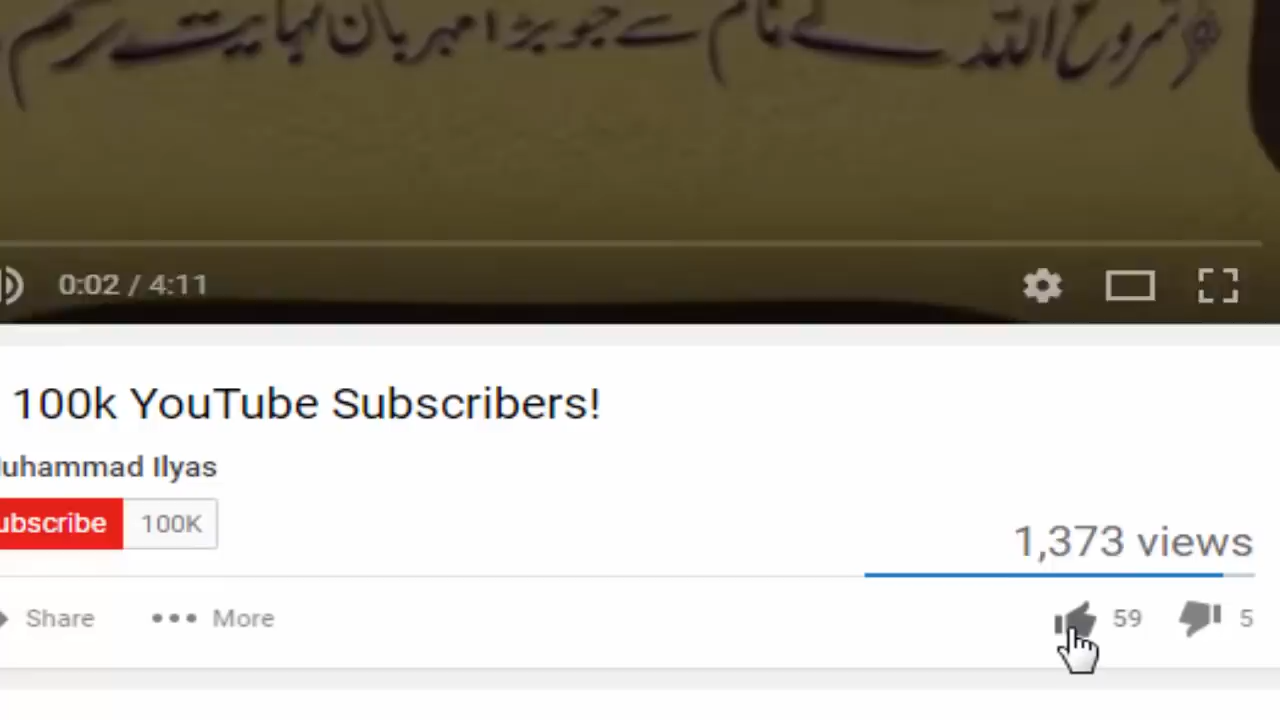 شروع اللہ کے نام سے جو بڑا مہربان نہایت رحم
0:02 / 4:11
100k YouTube Subscribers!
uhammad Ilyas
ubscribe 100K
1,373 views
Share ••• More
59 5